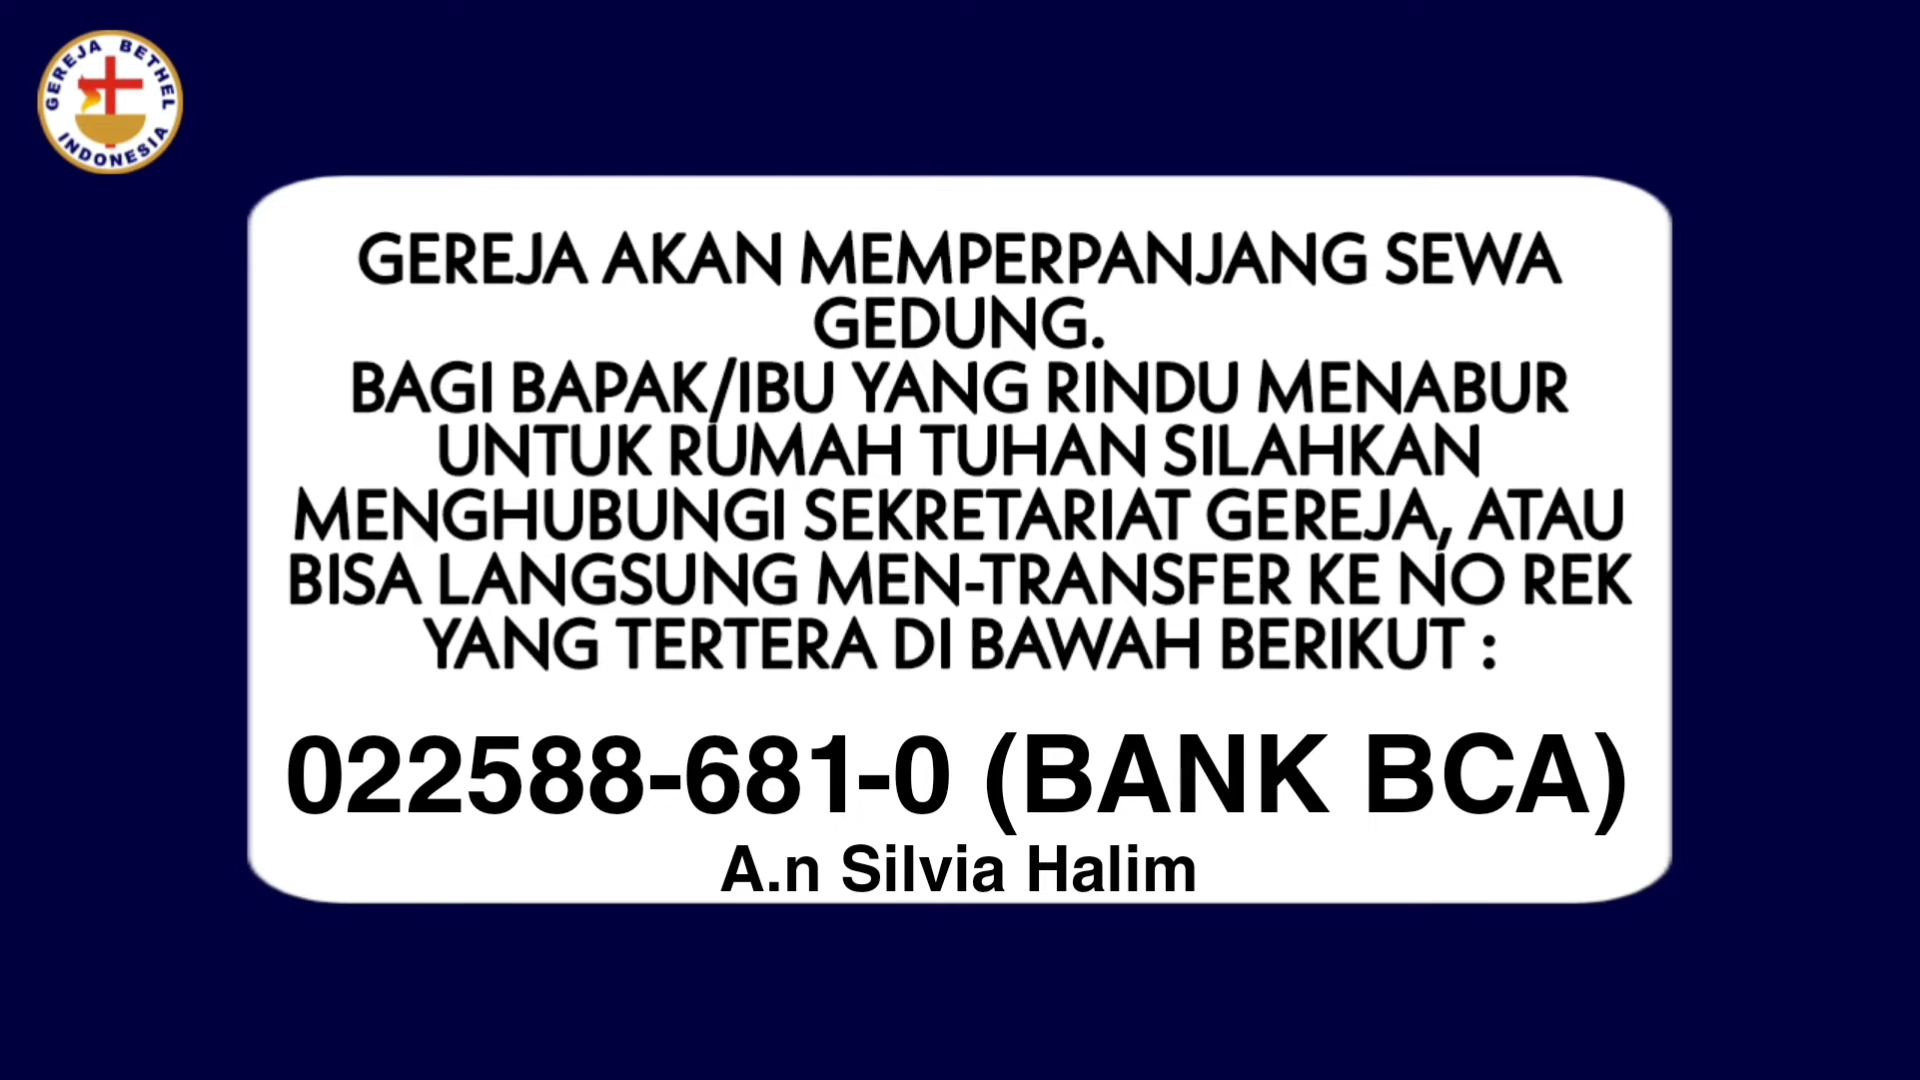 GEREJA BETHEL INDONESIA
GEREJA AKAN MEMPERPANJANG SEWA
GEDUNG.
BAGI BAPAK/IBU YANG RINDU MENABUR
UNTUK RUMAH TUHAN SILAHKAN
MENGHUBUNGI SEKRETARIAT GEREJA, ATAU
BISA LANGSUNG MEN-TRANSFER KE NO REK
YANG TERTERA DI BAWAH BERIKUT :
022588-681-0 (BANK BCA)
A.n Silvia Halim